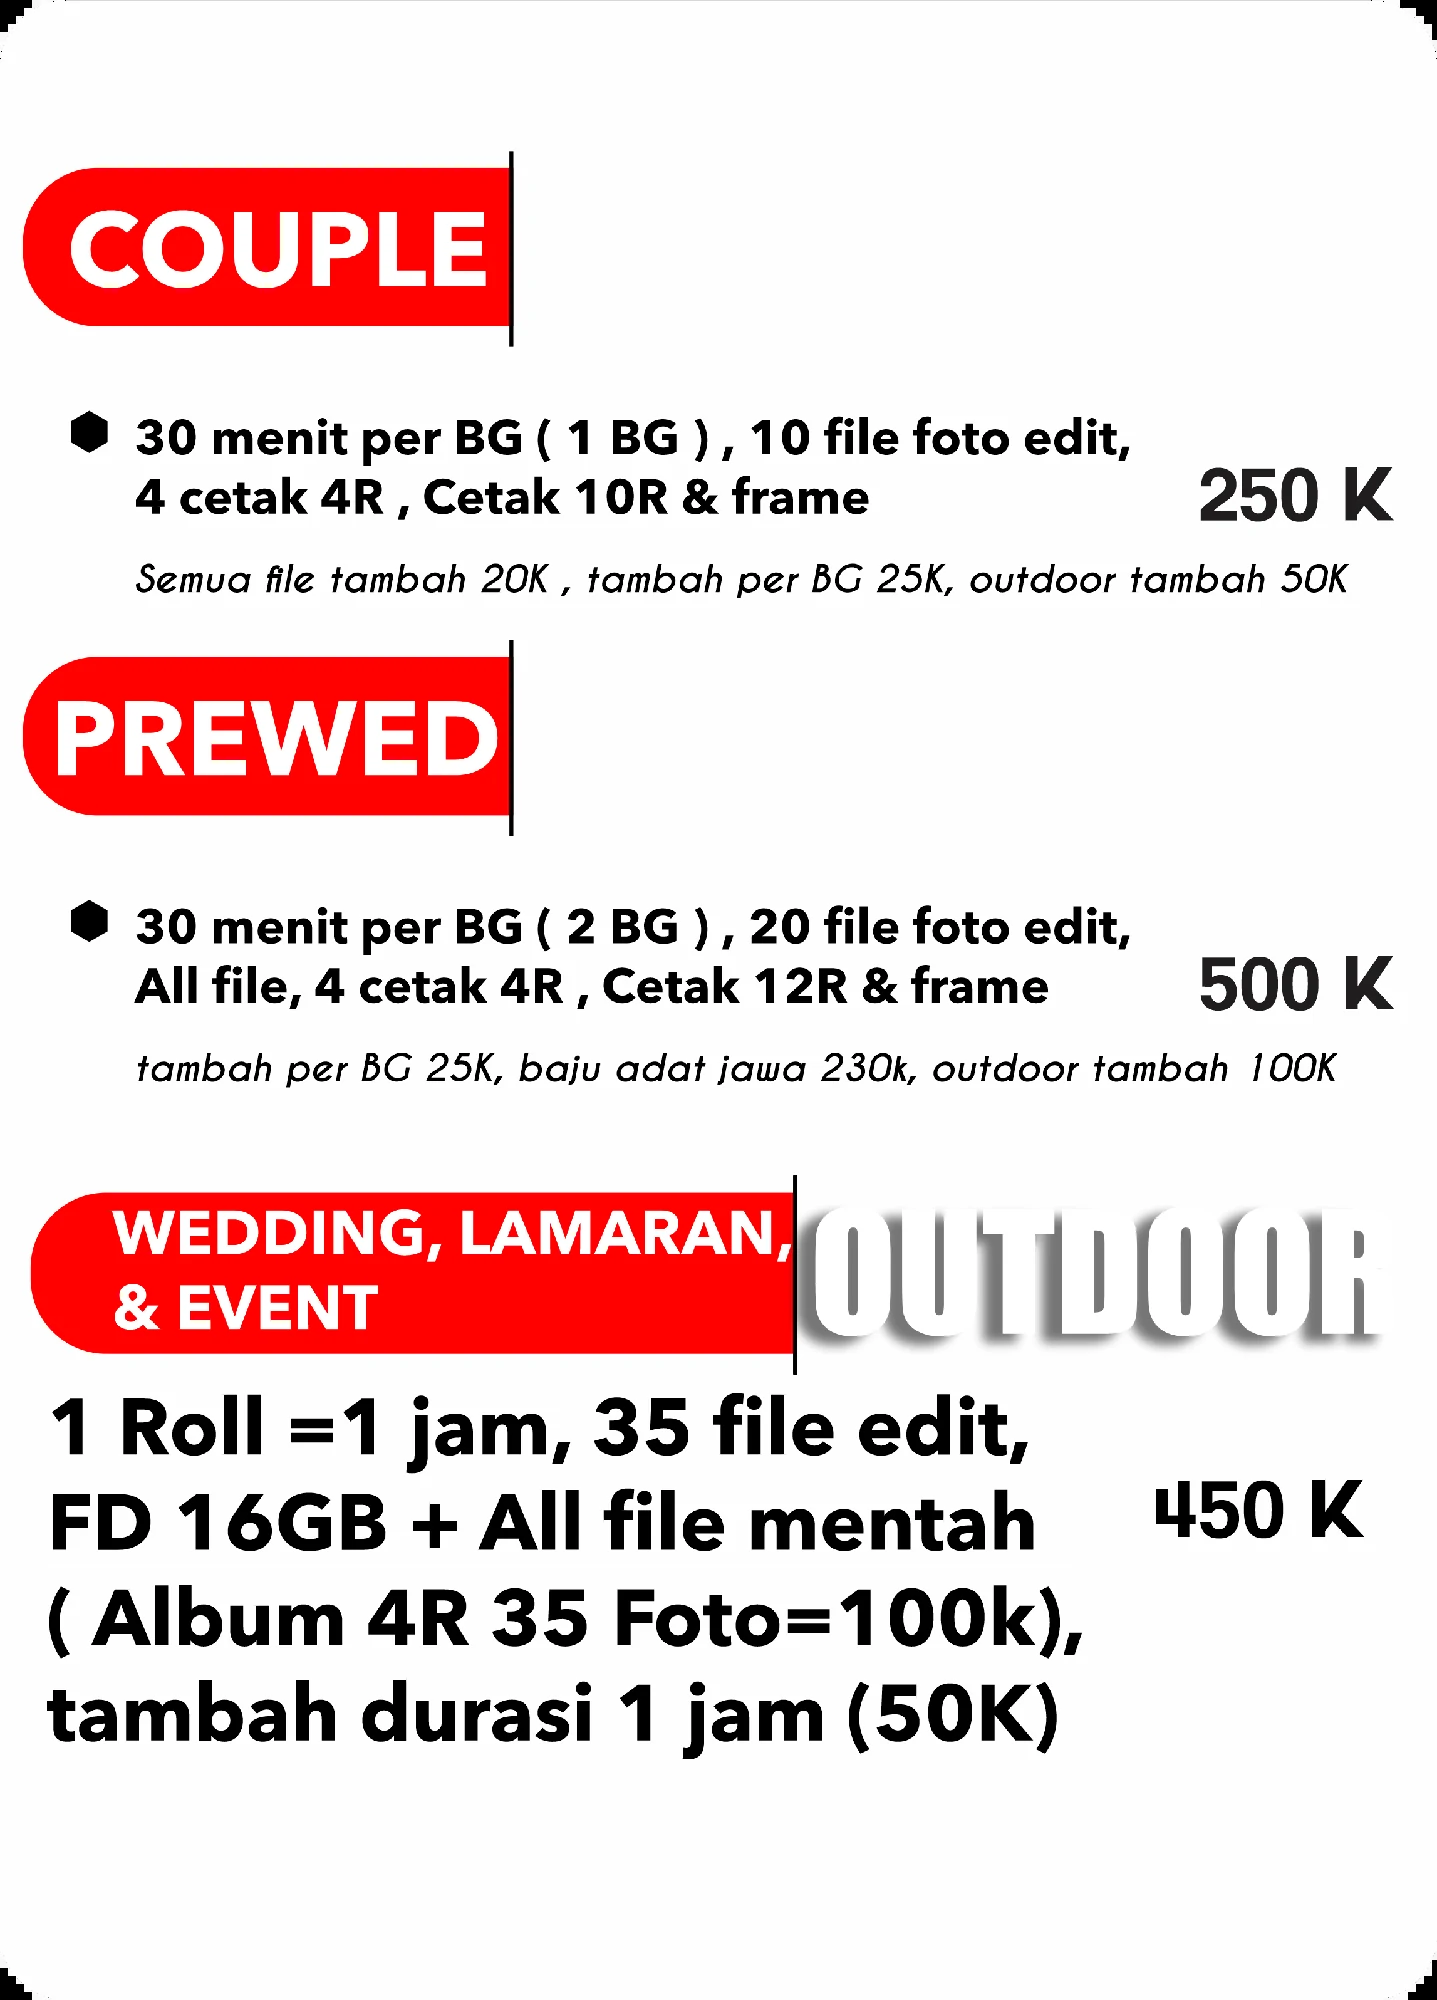 COUPLE
30 menit per BG ( 1 BG ) , 10 file foto edit,
4 cetak 4R , Cetak 10R & frame
250 K
Semua file tambah 20K , tambah per BG 25K, outdoor tambah 50K
PREWED
30 menit per BG ( 2 BG ) , 20 file foto edit,
All file, 4 cetak 4R , Cetak 12R & frame
500 K
tambah per BG 25K, baju adat jawa 230k, outdoor tambah 100K
WEDDING, LAMARAN,
& EVENT
OUTDOOR
1 Roll =1 jam, 35 file edit,
FD 16GB + All file mentah
450 K
( Album 4R 35 Foto=100k),
tambah durasi 1 jam (50K)